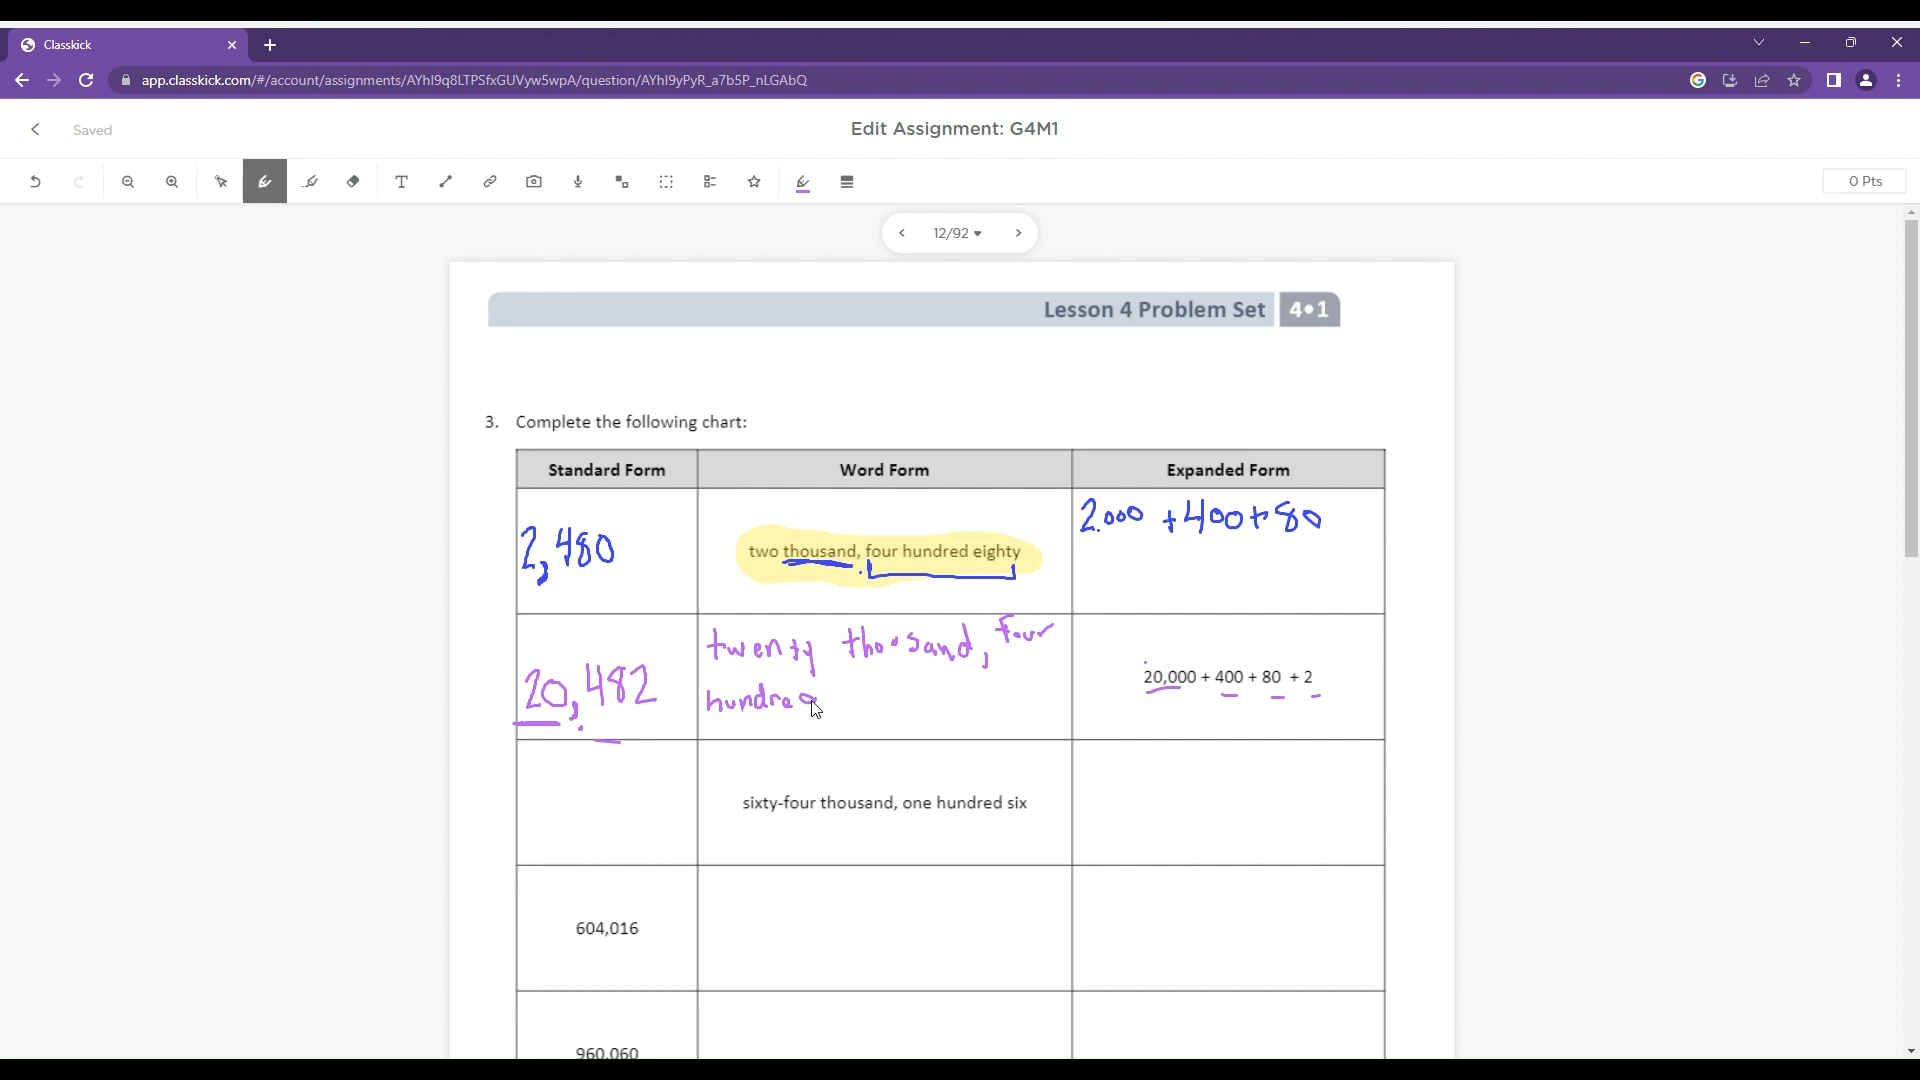 Classkick
app.classkick.com/#/account/assignments/AYhI9q8LTPSfxGUVyw5wpA/question/AYhI9yPyR_a7b5P_nLGAbQ
Saved
Edit Assignment: G4M1
T
0 Pts
12/92
Lesson 4 Problem Set 4•1
3. Complete the following chart:
Standard Form Word Form Expanded Form
2,480 two thousand, four hundred eighty 2,000 + 400 + 80
20,482 twenty thousand, four
hundre
20,000 + 400 + 80 + 2
sixty-four thousand, one hundred six
604,016
960,060